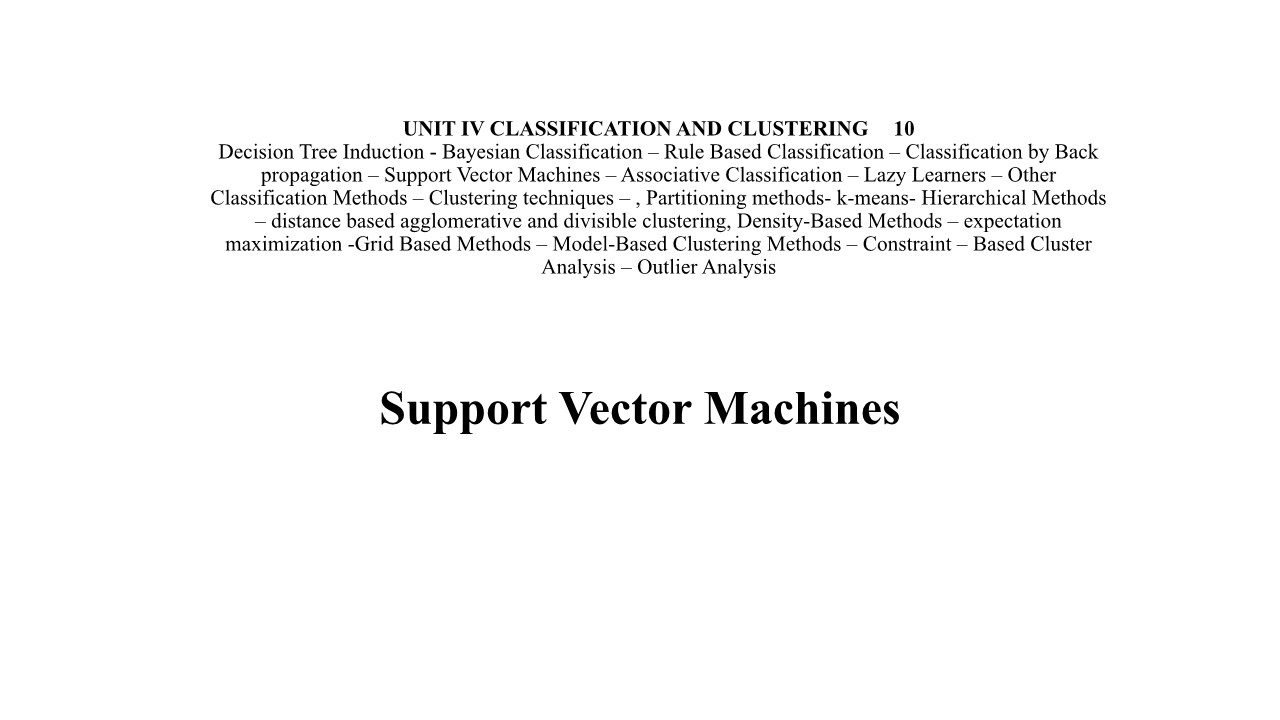 UNIT IV CLASSIFICATION AND CLUSTERING 10
Decision Tree Induction - Bayesian Classification – Rule Based Classification – Classification by Back
propagation – Support Vector Machines – Associative Classification – Lazy Learners – Other
Classification Methods – Clustering techniques – , Partitioning methods- k-means- Hierarchical Methods
– distance based agglomerative and divisible clustering, Density-Based Methods – expectation
maximization -Grid Based Methods – Model-Based Clustering Methods – Constraint – Based Cluster
Analysis – Outlier Analysis
Support Vector Machines